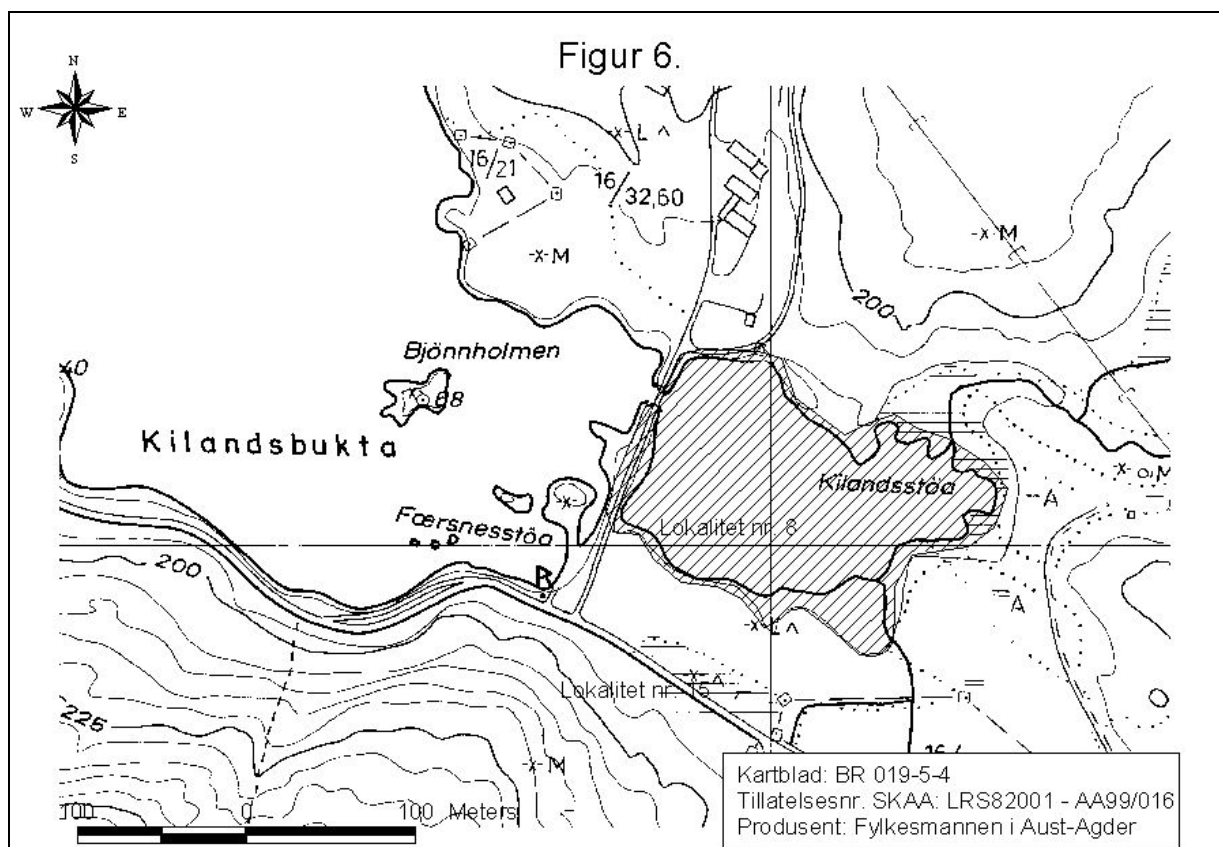 Figur 6.
N
W E
S
-x-L ^
16/21
16/32,60
-x-M
-x-M
200
Bjönnholmen
40
68
Kilandsbukta
Kilandsstöa
-x-o,M
A
Færsnesstöa
-x-
Lokalitet nr. 8
R
200
A
-x-L ^
-x-^
Lokalitet nr. 15
225
-x-M
16/
100 0 100 Meters
Kartblad: BR 019-5-4
Tillatelsesnr. SKAA: LRS82001 - AA99/016
Produsent: Fylkesmannen i Aust-Agder